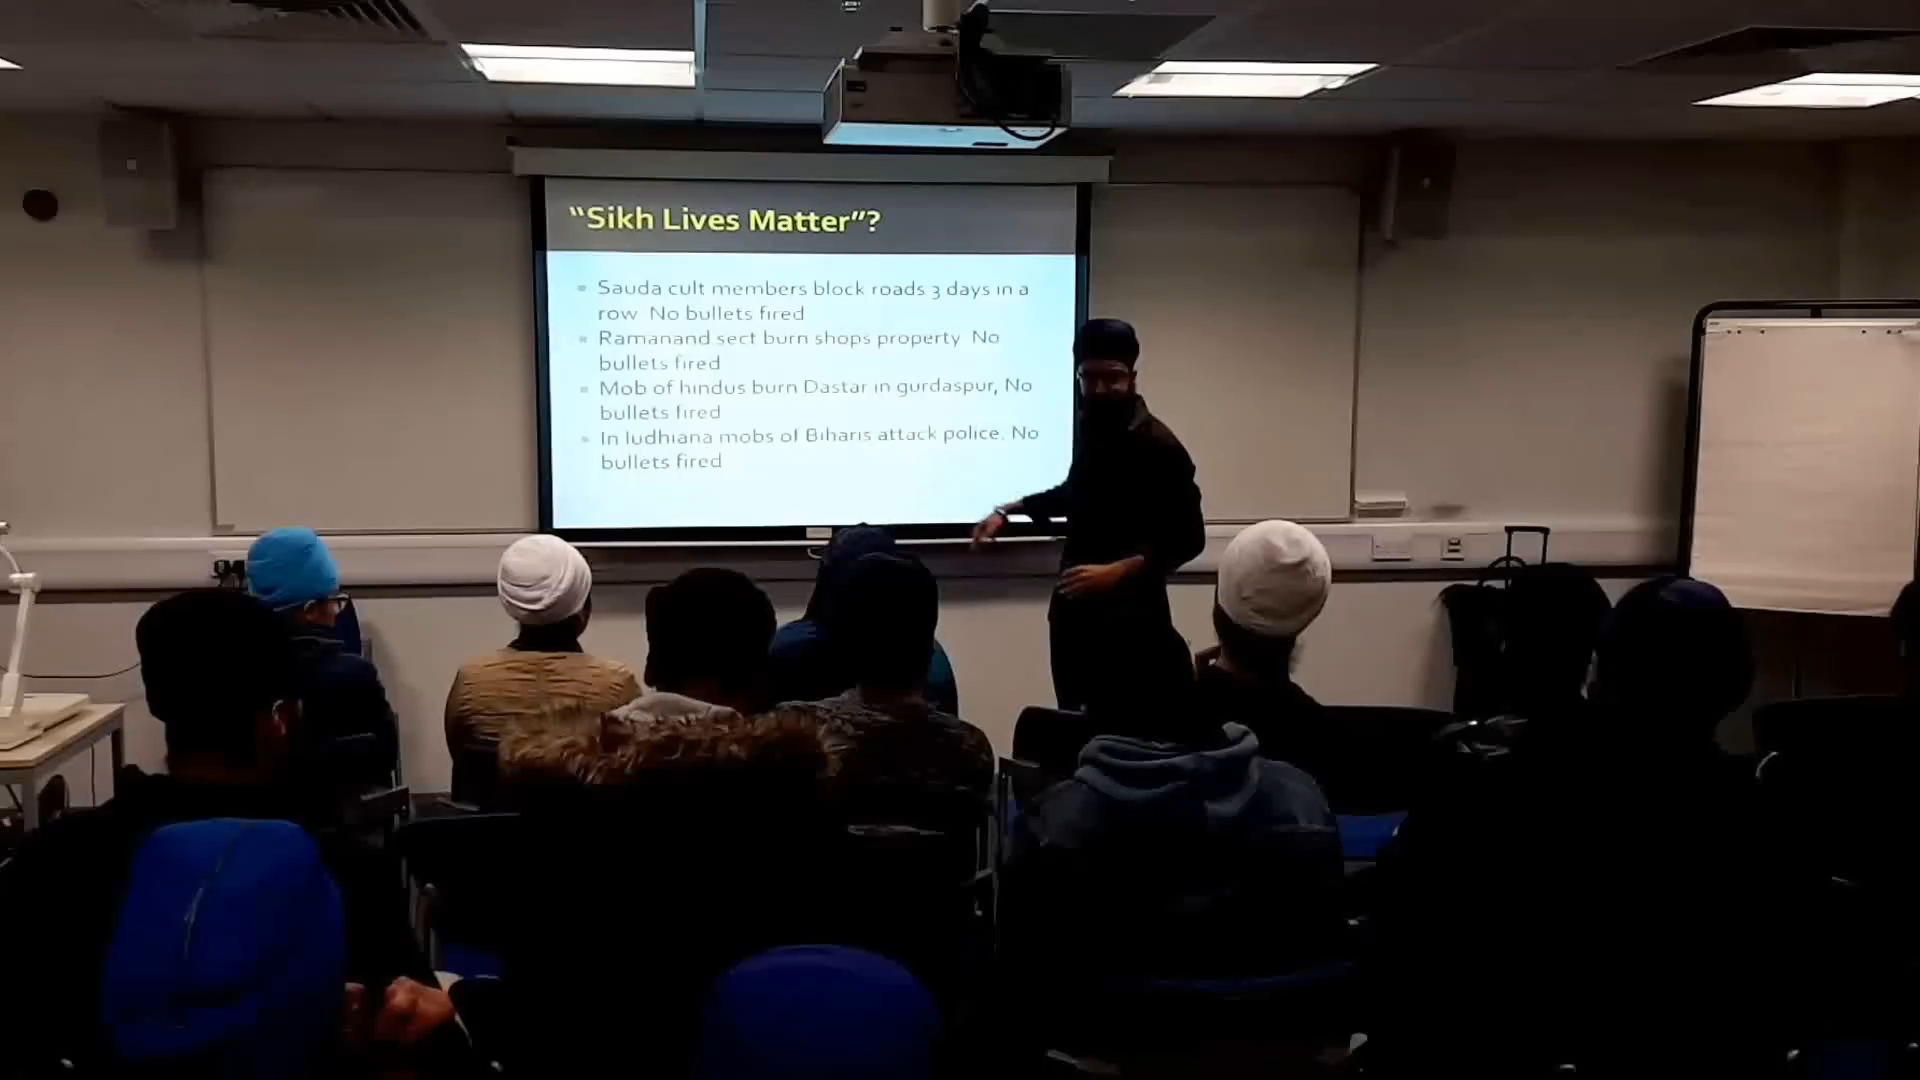 “Sikh Lives Matter”?
Sauda cult members block roads 3 days in a
row No bullets fired
Ramanand sect burn shops property No
bullets fired
Mob of hindus burn Dastar in gurdaspur, No
bullets fired
In ludhiana mobs of Biharis attack police. No
bullets fired